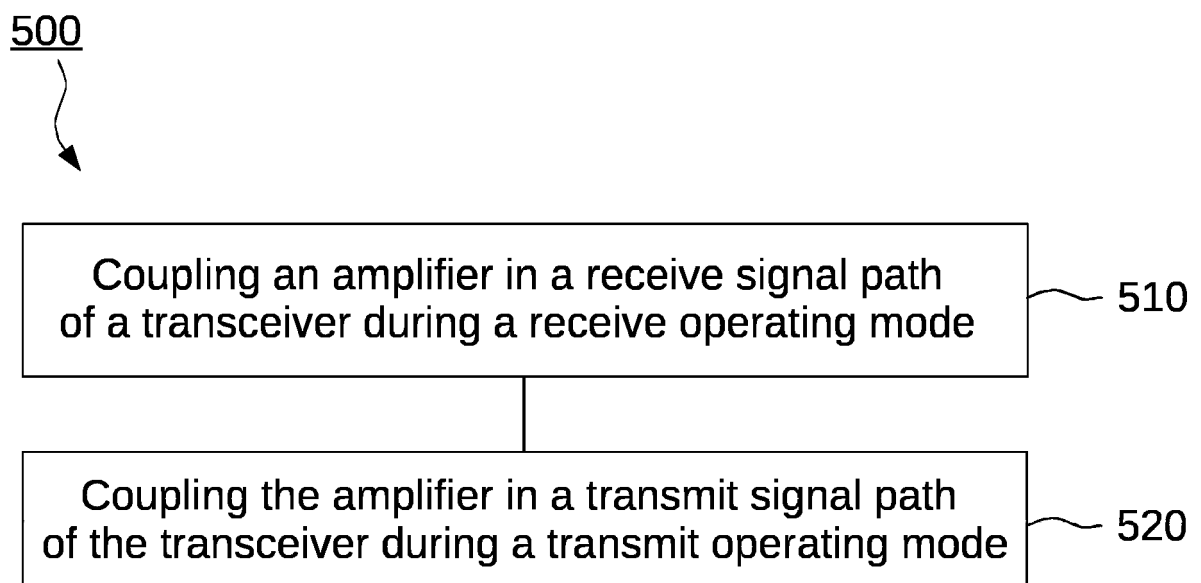 500
Coupling an amplifier in a receive signal path
of a transceiver during a receive operating mode
510
Coupling the amplifier in a transmit signal path
of the transceiver during a transmit operating mode
520